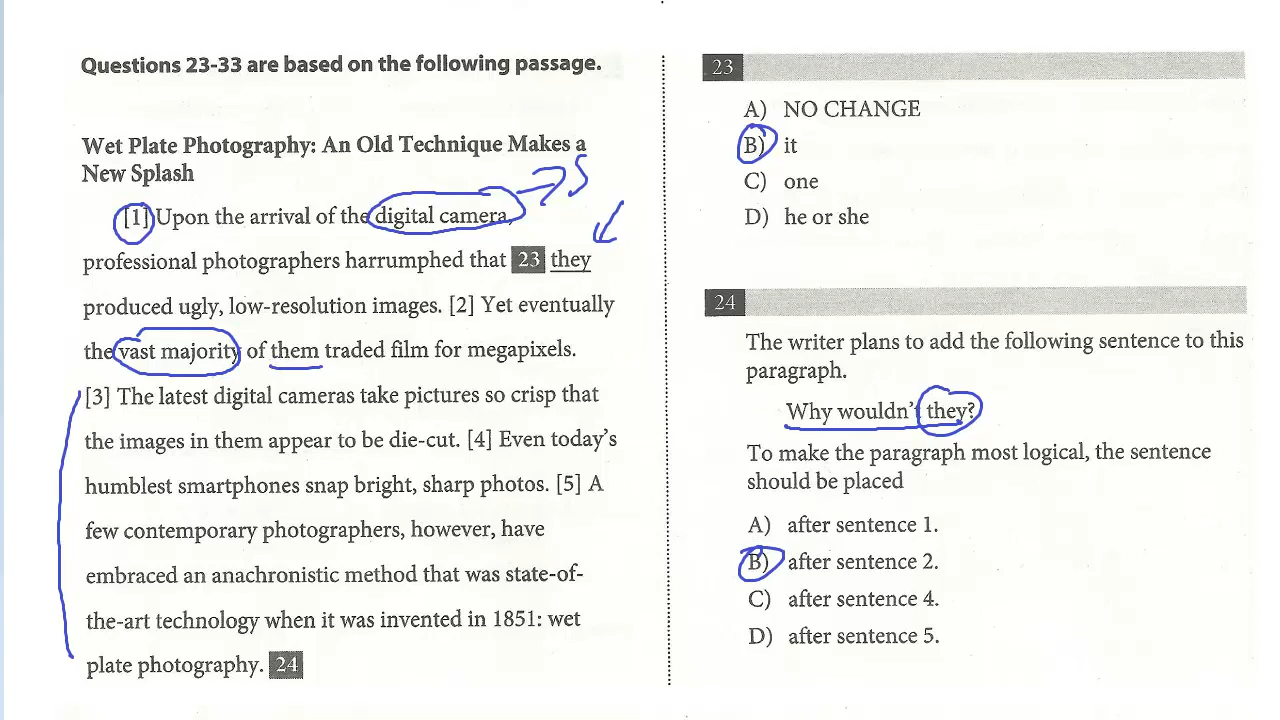 Questions 23-33 are based on the following passage.
Wet Plate Photography: An Old Technique Makes a
New Splash
[1] Upon the arrival of the digital camera,
professional photographers harrumphed that 23 they
produced ugly, low-resolution images. [2] Yet eventually
the vast majority of them traded film for megapixels.
[3] The latest digital cameras take pictures so crisp that
the images in them appear to be die-cut. [4] Even today's
humblest smartphones snap bright, sharp photos. [5] A
few contemporary photographers, however, have
embraced an anachronistic method that was state-of-
the-art technology when it was invented in 1851: wet
plate photography. 24
S
23
A) NO CHANGE
B) it
C) one
D) he or she
24
The writer plans to add the following sentence to this
paragraph.
Why wouldn't they?
To make the paragraph most logical, the sentence
should be placed
A) after sentence 1.
B) after sentence 2.
C) after sentence 4.
D) after sentence 5.